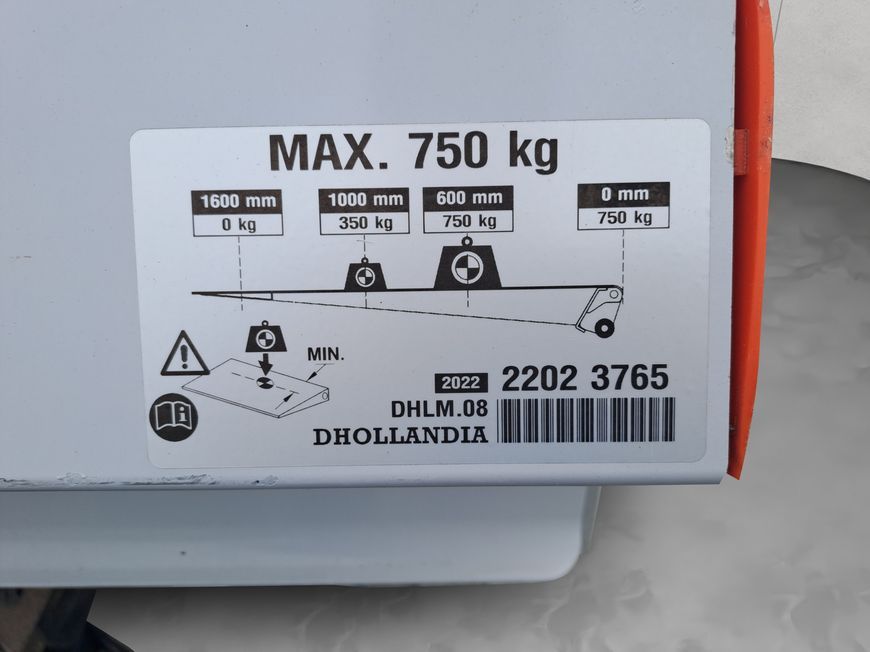 MAX. 750 kg
1600 mm 1000 mm 600 mm 0 mm
0 kg 350 kg 750 kg 750 kg
MIN.
2022 2202 3765
DHLM.08
DHOLLANDIA